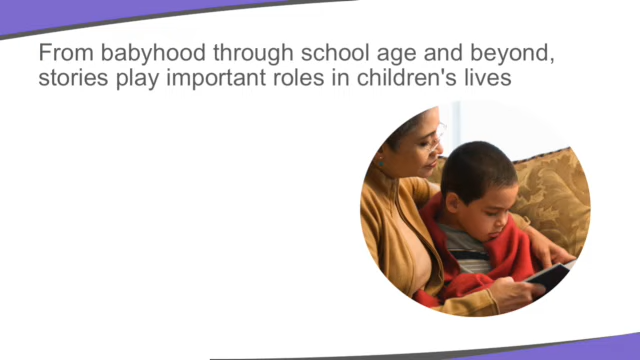 From babyhood through school age and beyond,
stories play important roles in children's lives